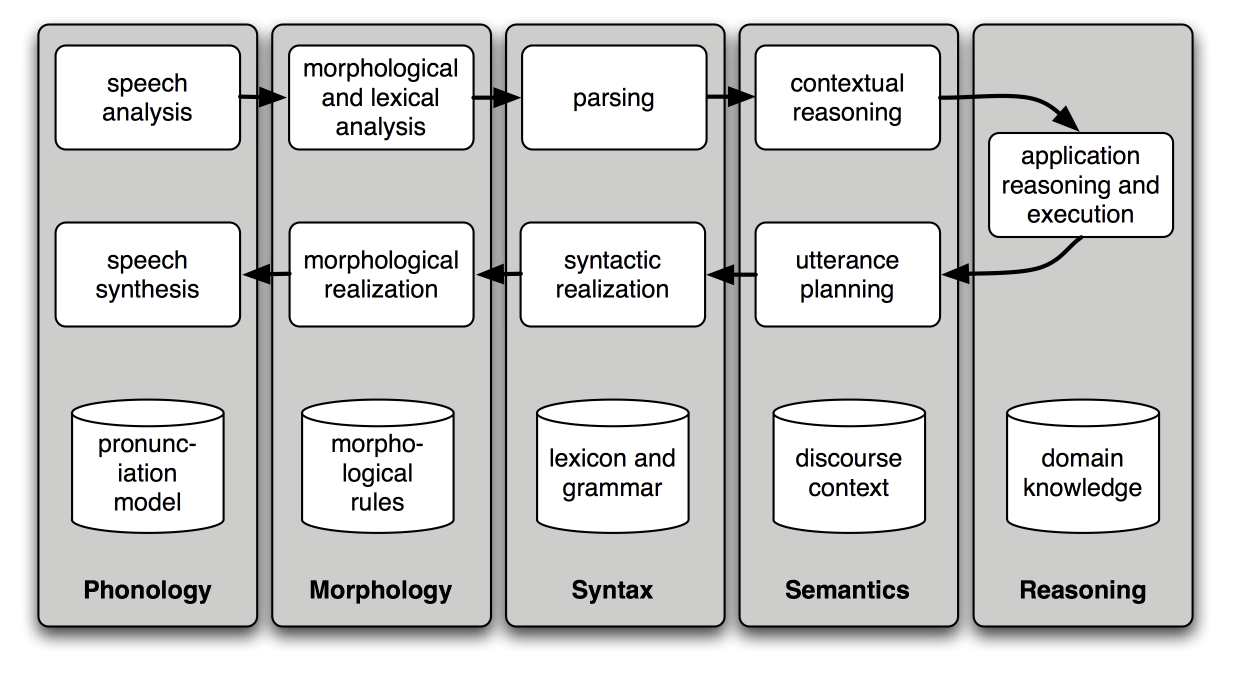 speech
analysis
morphological
and lexical
analysis
parsing
contextual
reasoning
application
reasoning and
execution
speech
synthesis
morphological
realization
syntactic
realization
utterance
planning
pronunc-
iation
model
morpho-
logical
rules
lexicon and
grammar
discourse
context
domain
knowledge
Phonology
Morphology
Syntax
Semantics
Reasoning